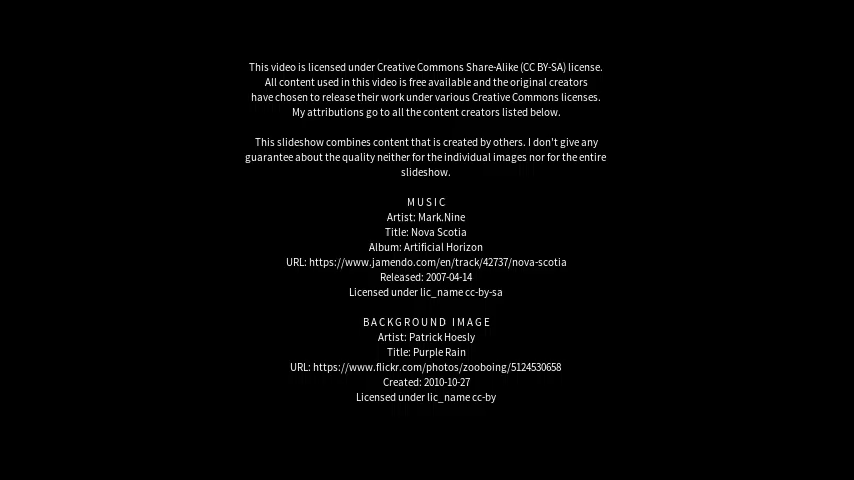 This video is licensed under Creative Commons Share-Alike (CC BY-SA) license.
All content used in this video is free available and the original creators
have chosen to release their work under various Creative Commons licenses.
My attributions go to all the content creators listed below.
This slideshow combines content that is created by others. I don't give any
guarantee about the quality neither for the individual images nor for the entire
slideshow.
MUSIC
Artist: Mark.Nine
Title: Nova Scotia
Album: Artificial Horizon
URL: https://www.jamendo.com/en/track/42737/nova-scotia
Released: 2007-04-14
Licensed under lic_name cc-by-sa
BACKGROUND IMAGE
Artist: Patrick Hoesly
Title: Purple Rain
URL: https://www.flickr.com/photos/zooboing/5124530658
Created: 2010-10-27
Licensed under lic_name cc-by